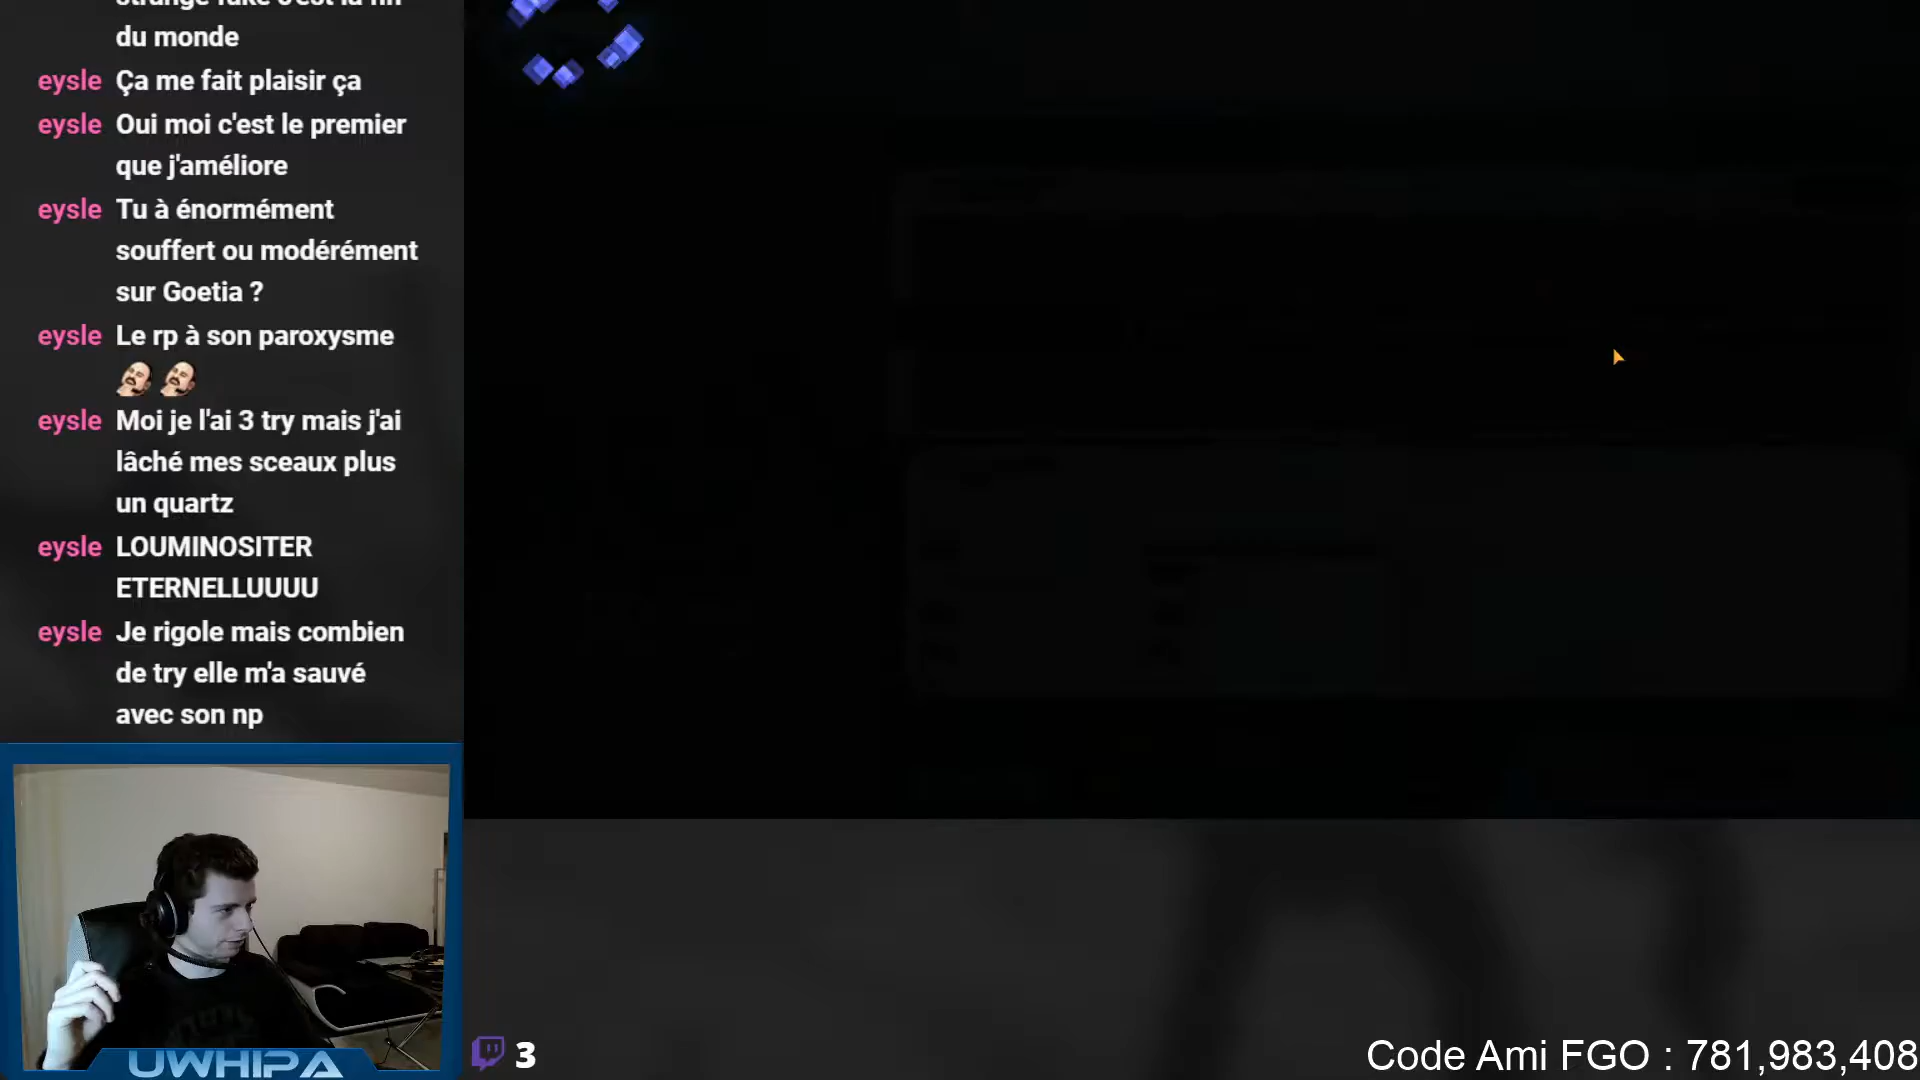 du monde
eysle Ça me fait plaisir ça
eysle Oui moi c'est le premier
que j'améliore
eysle Tu à énormément
souffert ou modérément
sur Goetia ?
eysle Le rp à son paroxysme
eysle Moi je l'ai 3 try mais j'ai
lâché mes sceaux plus
un quartz
eysle LOUMINOSITER
ETERNELLUUUU
eysle Je rigole mais combien
de try elle m'a sauvé
avec son np
UWHIPA
3
Code Ami FGO : 781,983,408